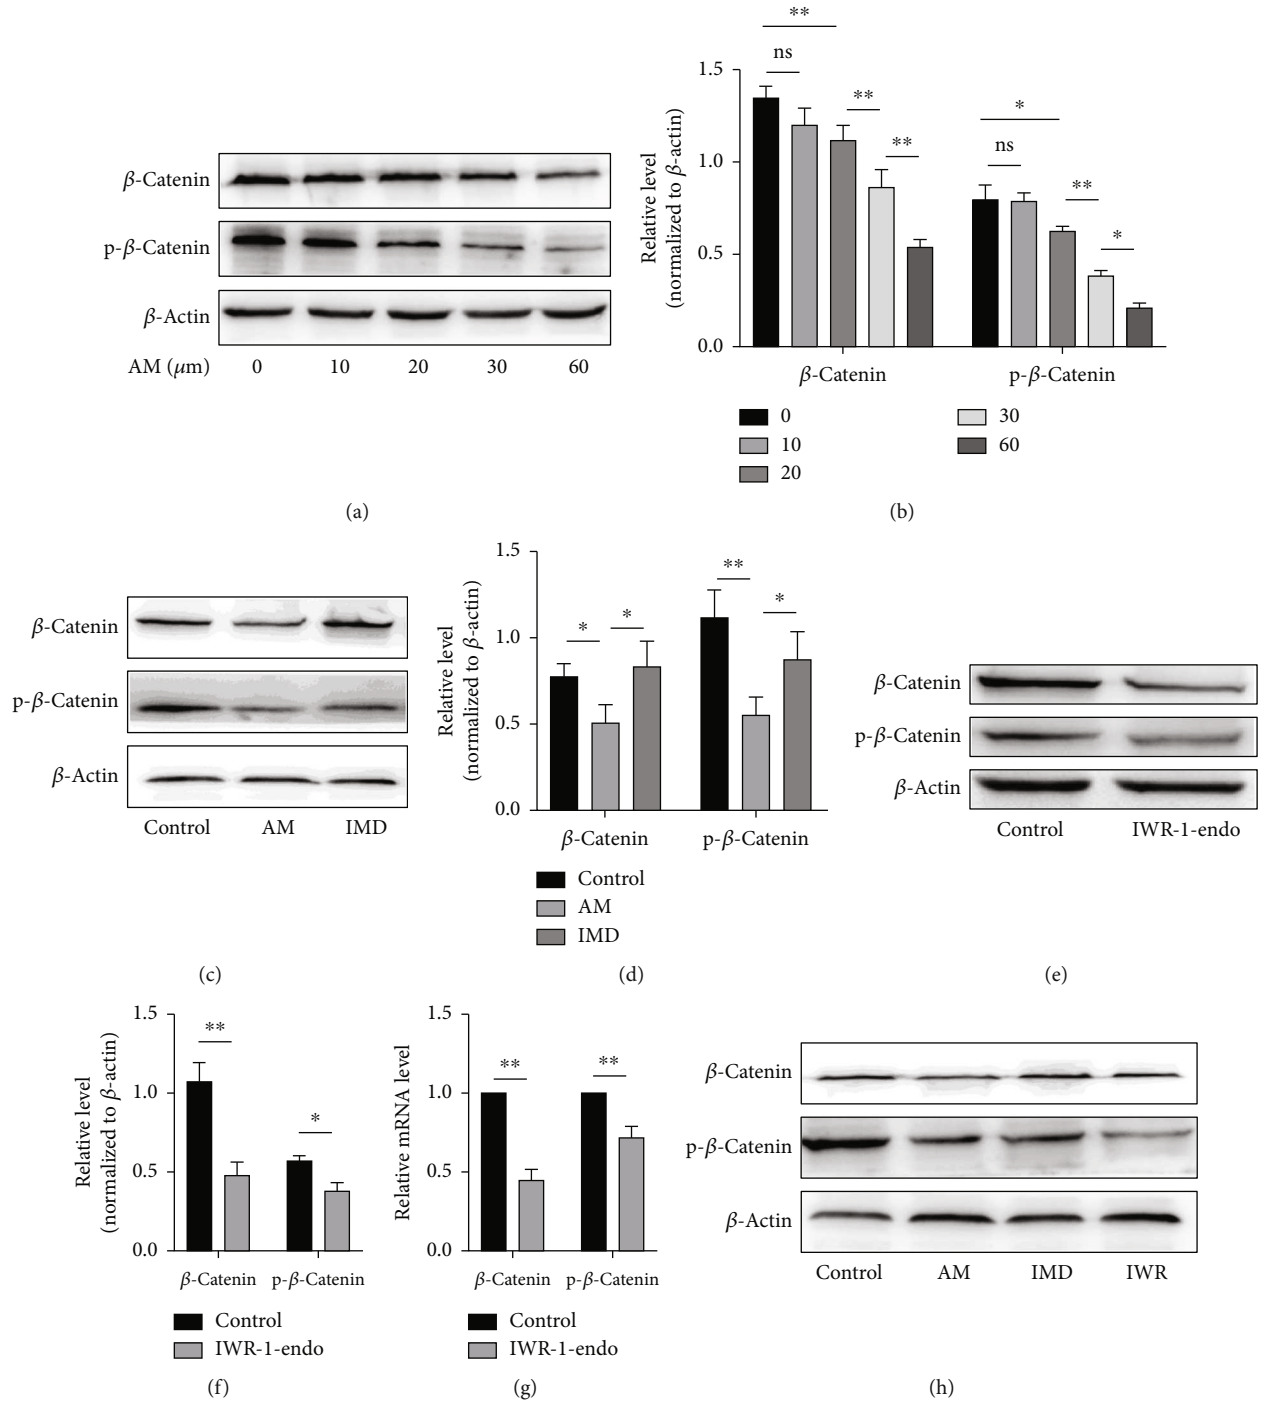 β-Catenin
p-β-Catenin
β-Actin
AM (μm) 0 10 20 30 60
(a)
**
ns
**
**
*
ns
**
*
1.5
1.0
0.5
0.0
Relative level
(normalized to β-actin)
β-Catenin p-β-Catenin
0 30
10 60
20
(b)
β-Catenin
p-β-Catenin
β-Actin
Control AM IMD
(c)
1.5
1.0
0.5
0.0
Relative level
(normalized to β-actin)
* * ** *
β-Catenin p-β-Catenin
Control
AM
IMD
(d)
β-Catenin
p-β-Catenin
β-Actin
Control IWR-1-endo
(e)
1.5
1.0
0.5
0.0
Relative level
(normalized to β-actin)
** *
β-Catenin p-β-Catenin
Control
IWR-1-endo
(f)
1.5
1.0
0.5
0.0
Relative mRNA level
** **
β-Catenin p-β-Catenin
Control
IWR-1-endo
(g)
β-Catenin
p-β-Catenin
β-Actin
Control AM IMD IWR
(h)